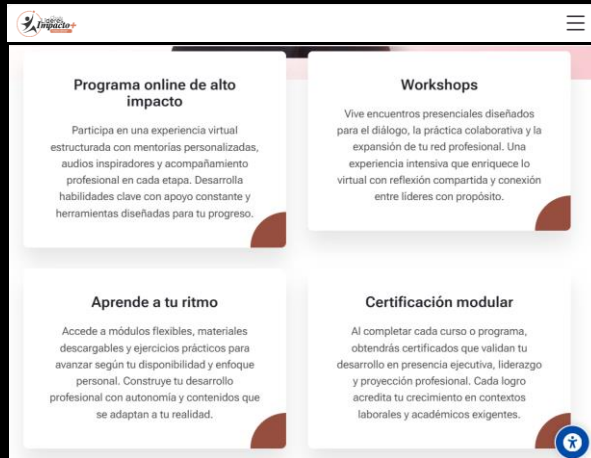 Líderes
Impacto+
Programa online de alto
impacto
Participa en una experiencia virtual
estructurada con mentorias personalizadas,
audios inspiradores y acompañamiento
profesional en cada etapa. Desarrolla
habilidades clave con apoyo constante y
herramientas diseñadas para tu progreso.
Workshops
Vive encuentros presenciales diseñados
para el diálogo, la práctica colaborativa y la
expansión de tu red profesional. Una
experiencia intensiva que enriquece lo
virtual con reflexión compartida y conexión
entre líderes con propósito.
Aprende a tu ritmo
Accede a módulos flexibles, materiales
descargables y ejercicios prácticos para
avanzar según tu disponibilidad y enfoque
personal. Construye tu desarrollo
profesional con autonomía y contenidos que
se adaptan a tu realidad.
Certificación modular
Al completar cada curso o programa,
obtendrás certificados que validan tu
desarrollo en presencia ejecutiva, liderazgo
y proyección profesional. Cada logro
acredita tu crecimiento en contextos
laborales y académicos exigentes.